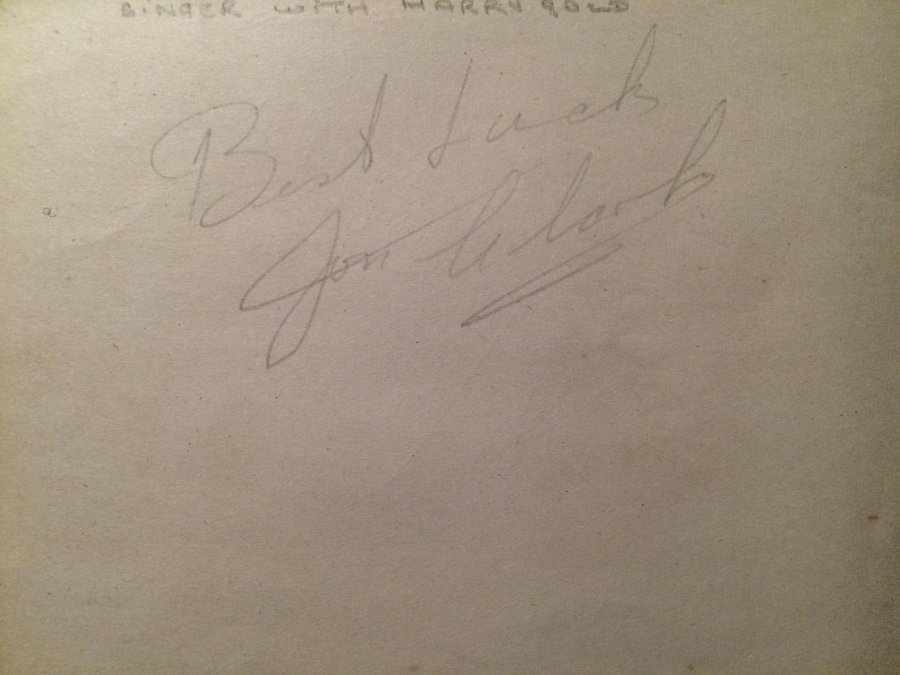 SINGER WITH HARRY GOLD
Best Luck
Jon Clark